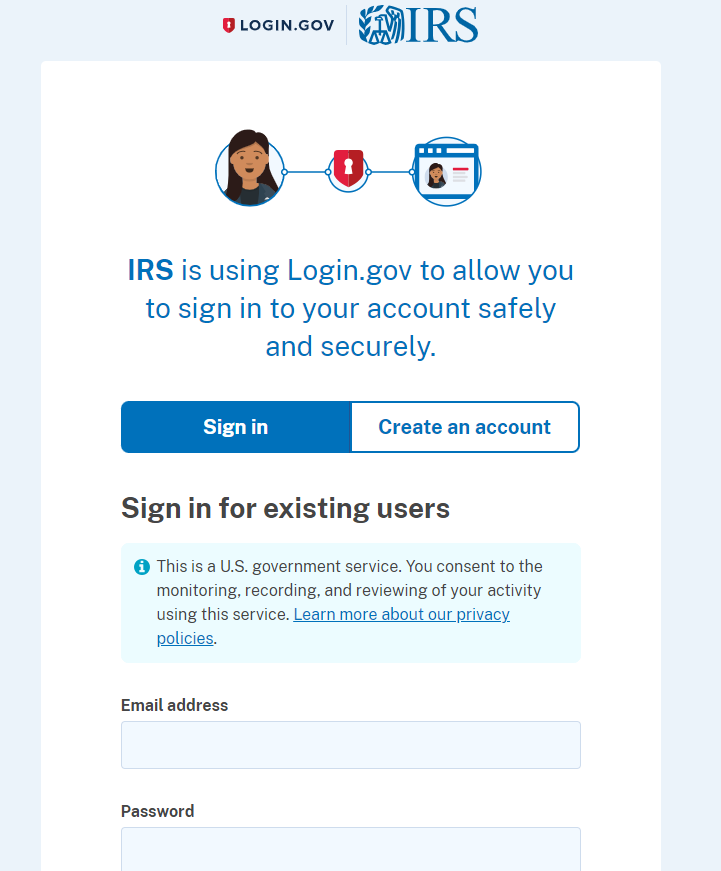 LOGIN.GOV IRS
IRS is using Login.gov to allow you
to sign in to your account safely
and securely.
Sign in Create an account
Sign in for existing users
This is a U.S. government service. You consent to the
monitoring, recording, and reviewing of your activity
using this service. Learn more about our privacy
policies.
Email address
Password